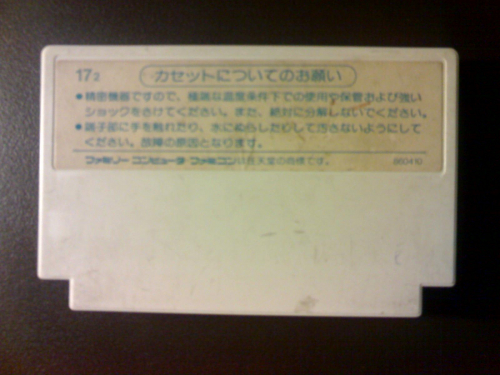 17₂ カセットについてのお願い
●精密機器ですので、極端な温度条件下での使用や保管および強い
ショックをさけてください。また、絶対に分解しないでください。
●端子部に手を触れたり、水にぬらしたりして汚さないようにして
ください。故障の原因となります。
ファミリーコンピュータ ファミコンは任天堂の商標です。 860410